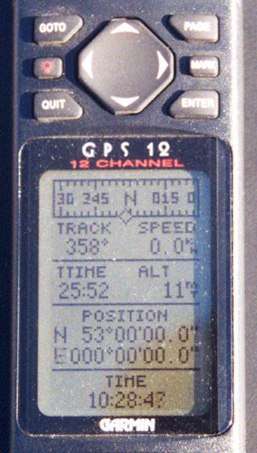 GOTO PAGE
MARK
QUIT ENTER
GPS 12
12 CHANNEL
30 345 N 015 0
TRACK SPEED
358° 0.0
TTIME ALT
25:52 11
POSITION
N 53°00'00.0"
E000°00'00.0"
TIME
10:28:47
GARMIN